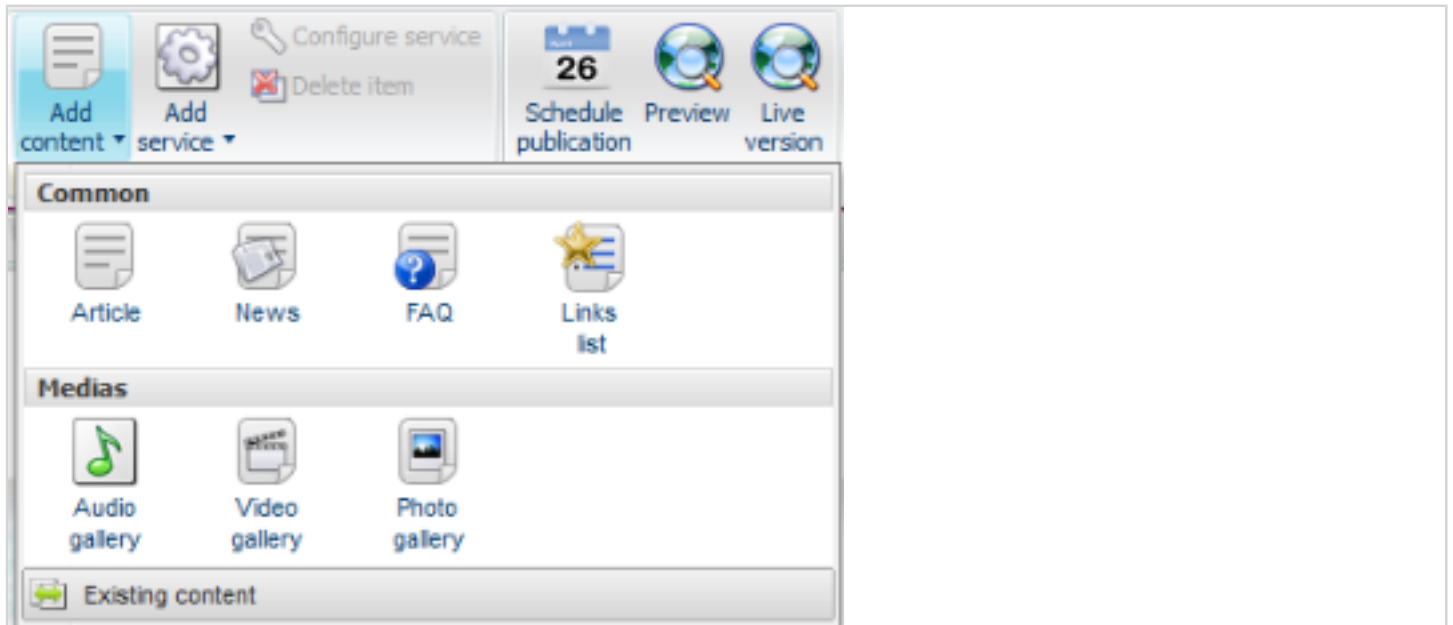 Configure service
Delete item
Add
content
Add
service
26
Schedule
publication
Preview
Live
version
Common
Article
News
FAQ
Links
list
Medias
Audio
gallery
Video
gallery
Photo
gallery
Existing content